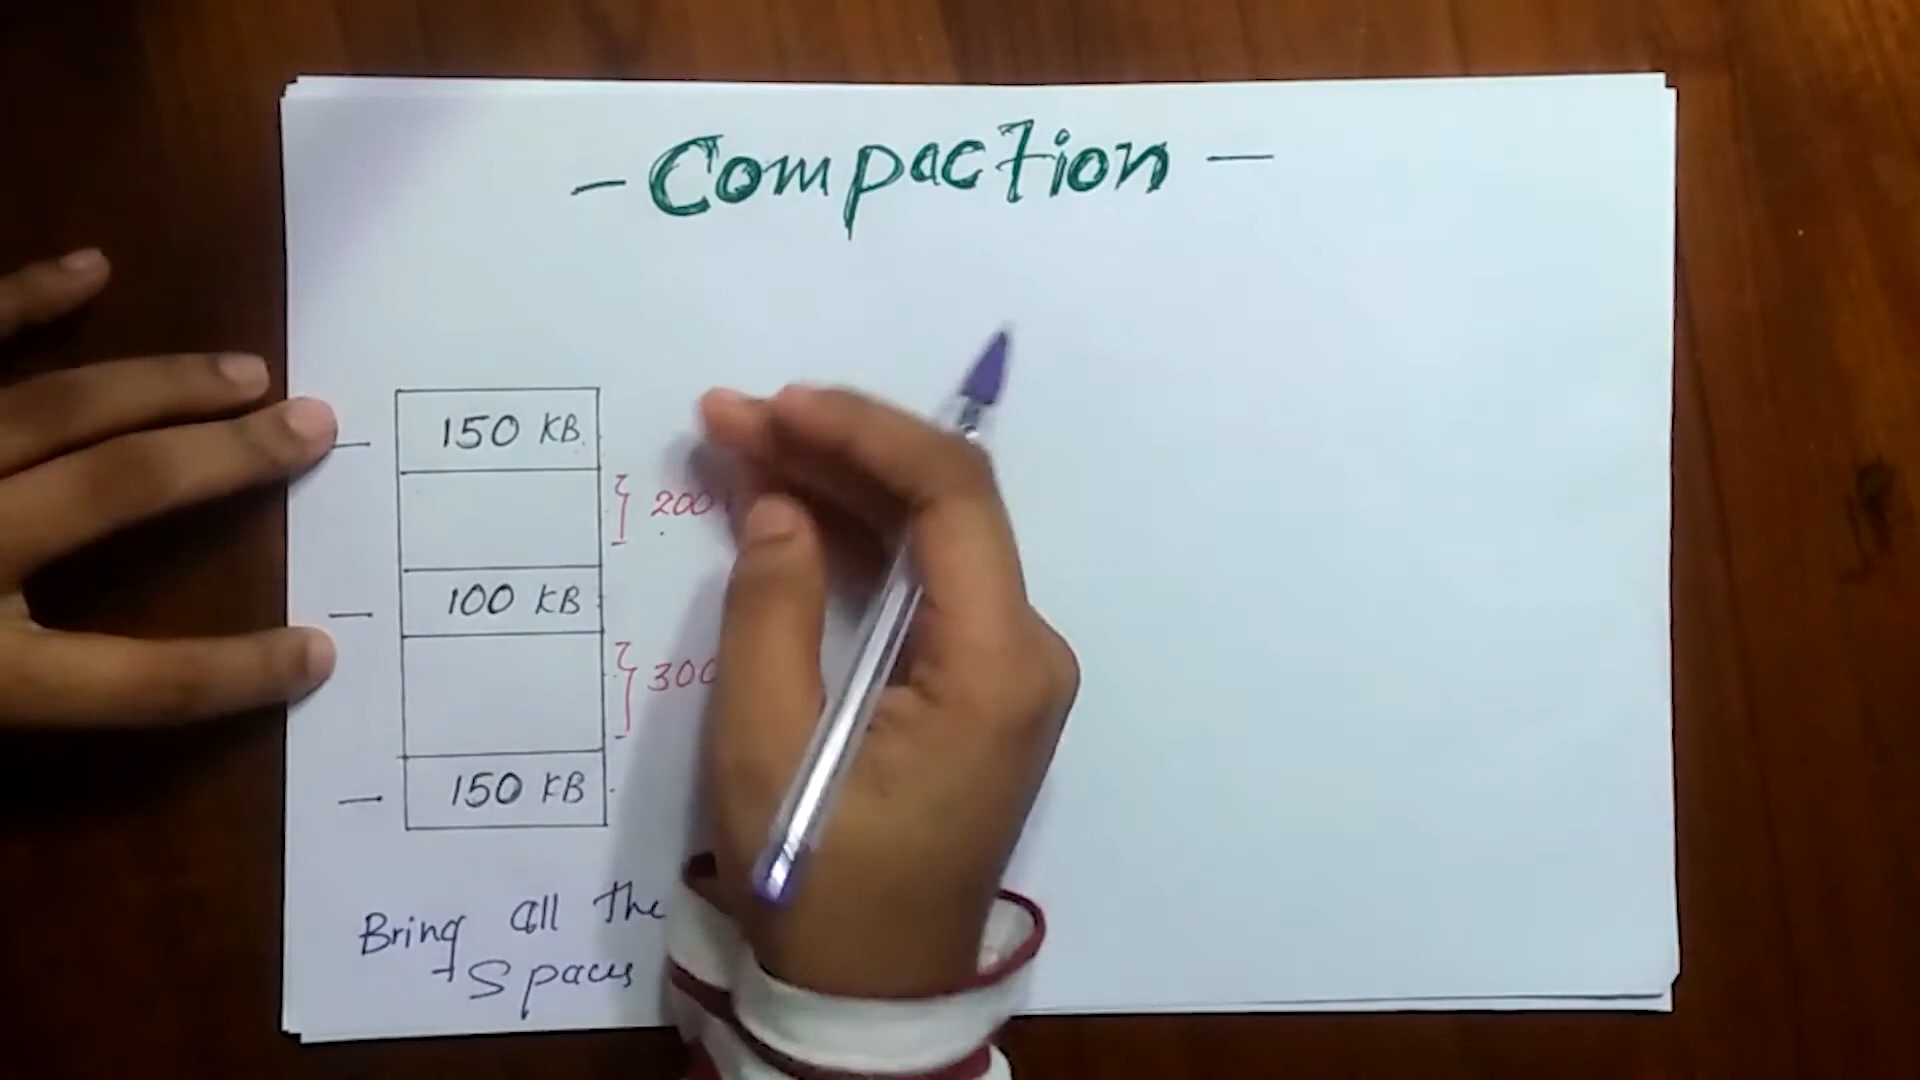 - Compaction -
150 KB
200
100 KB
300
150 KB
Bring all the
Spaces